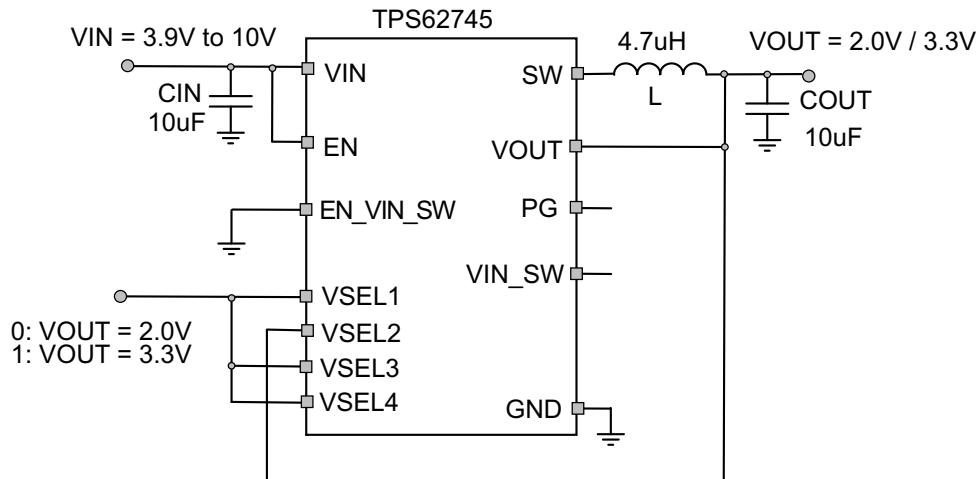 TPS62745
VIN = 3.9V to 10V
4.7uH
VOUT = 2.0V / 3.3V
VIN
SW
CIN
10uF
L
COUT
10uF
EN
VOUT
EN_VIN_SW
PG
VIN_SW
VSEL1
0: VOUT = 2.0V
VSEL2
1: VOUT = 3.3V
VSEL3
VSEL4
GND